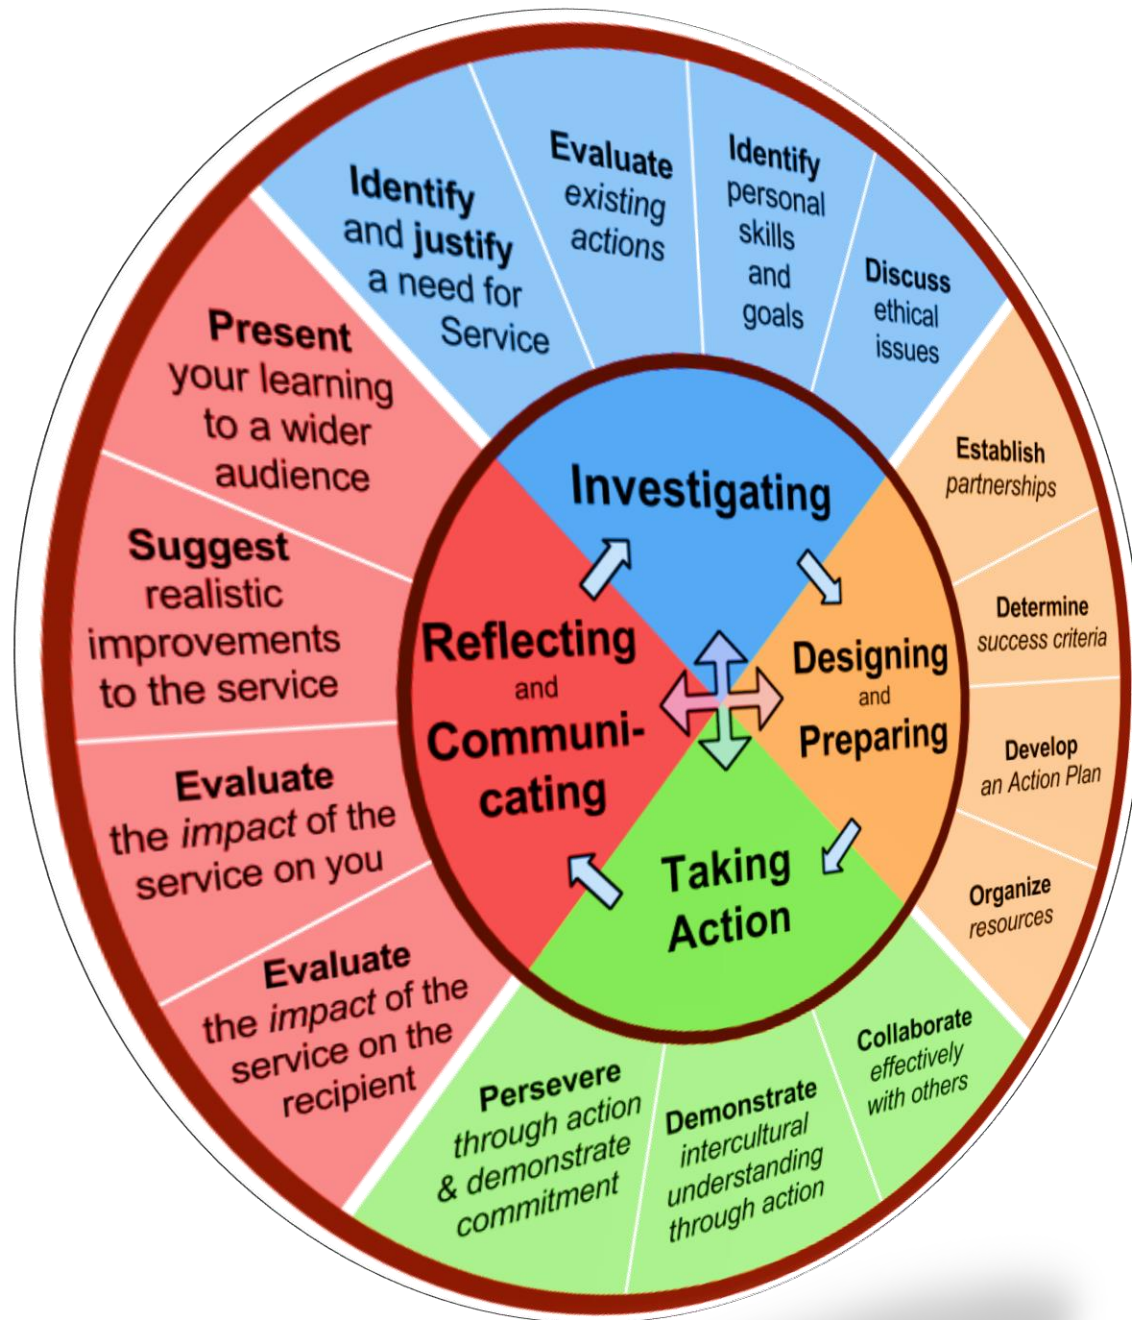 Identify
and justify
a need for
Service
Evaluate
existing
actions
Identify
personal
skills
and
goals
Discuss
ethical
issues
Establish
partnerships
Determine
success criteria
Develop
an Action Plan
Organize
resources
Collaborate
effectively
with others
Demonstrate
intercultural
understanding
through action
Persevere
through action
& demonstrate
commitment
Evaluate
the impact of the
service on the
recipient
Evaluate
the impact of the
service on you
Suggest
realistic
improvements
to the service
Present
your learning
to a wider
audience
Investigating
Designing
and
Preparing
Taking
Action
Reflecting
and
Communi-
cating